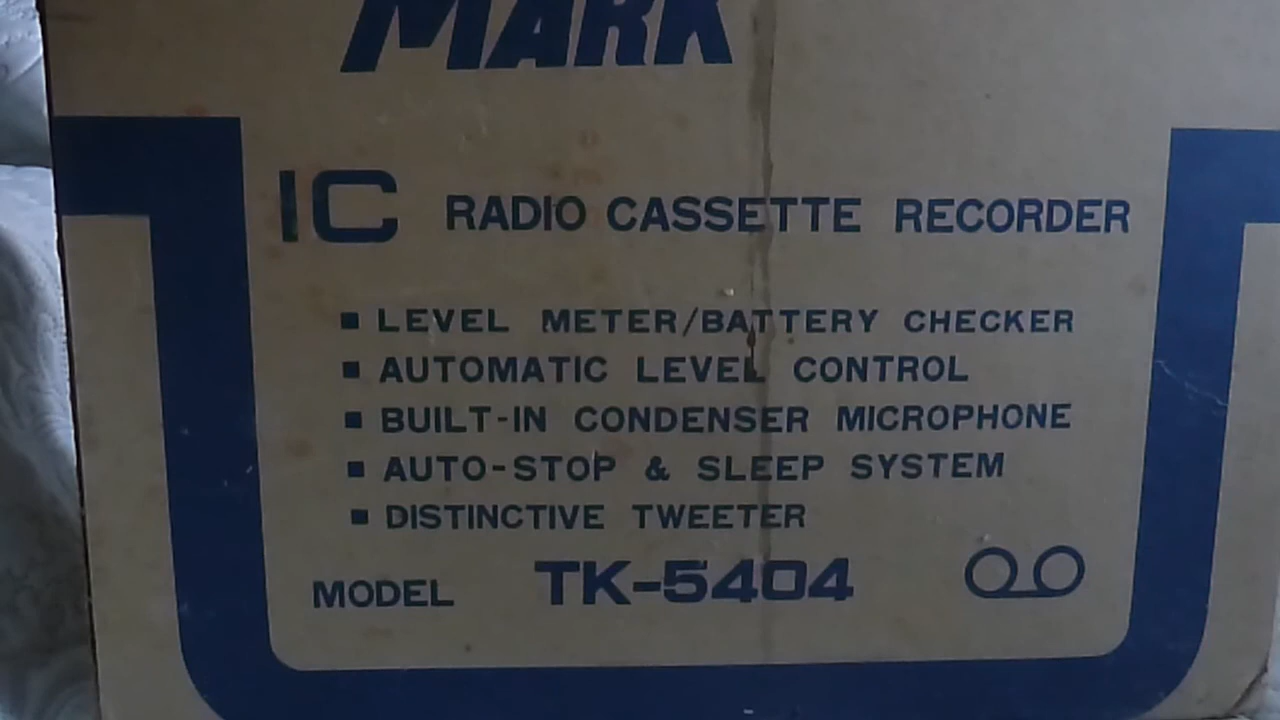 MARK
IC RADIO CASSETTE RECORDER
LEVEL METER/BATTERY CHECKER
AUTOMATIC LEVEL CONTROL
BUILT-IN CONDENSER MICROPHONE
AUTO-STOP & SLEEP SYSTEM
DISTINCTIVE TWEETER
MODEL TK-5404